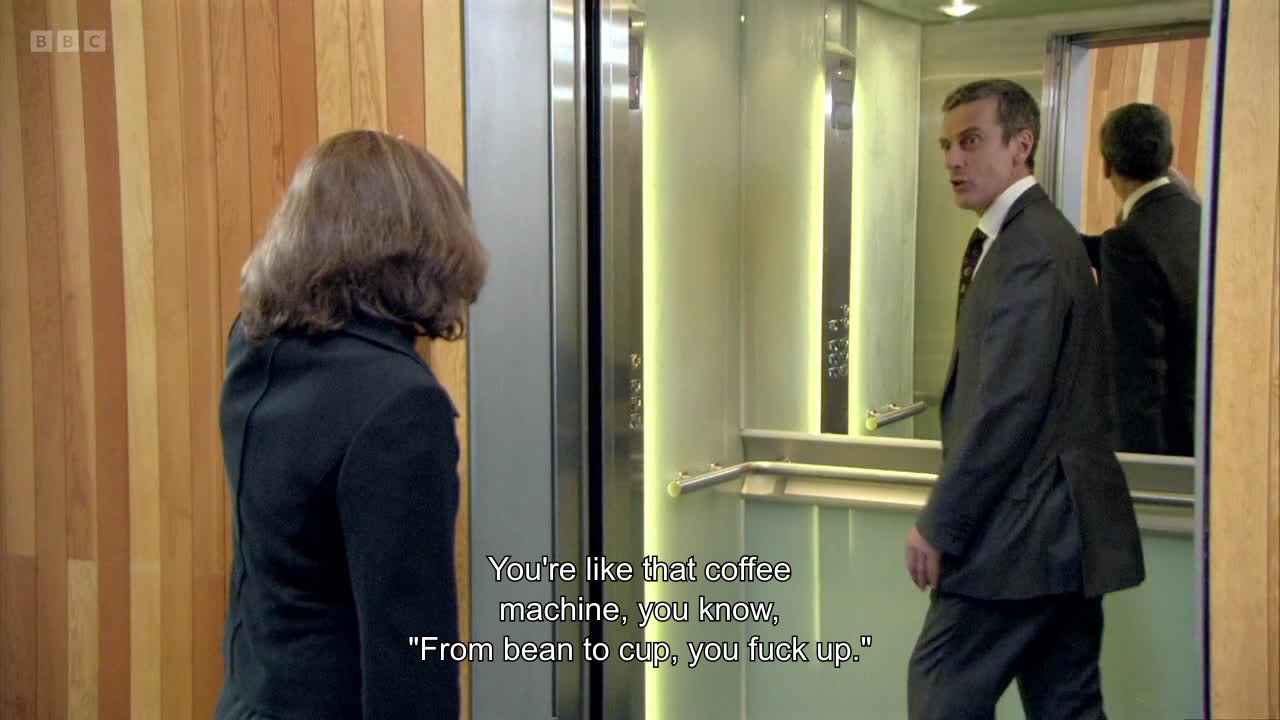 BBC
You're like that coffee
machine, you know,
"From bean to cup, you fuck up."